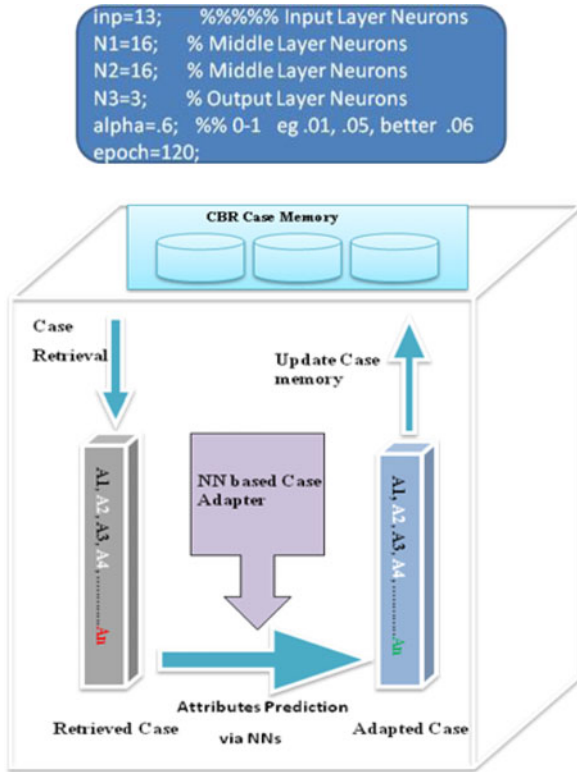 inp=13; %%%%% Input Layer Neurons
N1=16; % Middle Layer Neurons
N2=16; % Middle Layer Neurons
N3=3; % Output Layer Neurons
alpha=.6; %% 0-1 eg .01, .05, better .06
epoch=120;
CBR Case Memory
Case
Retrieval
Update Case
memory
NN based Case
Adapter
A1, A2, A3, A4, ..............An
A1, A2, A3, A4, ..............An
Attributes Prediction
via NNs
Retrieved Case
Adapted Case